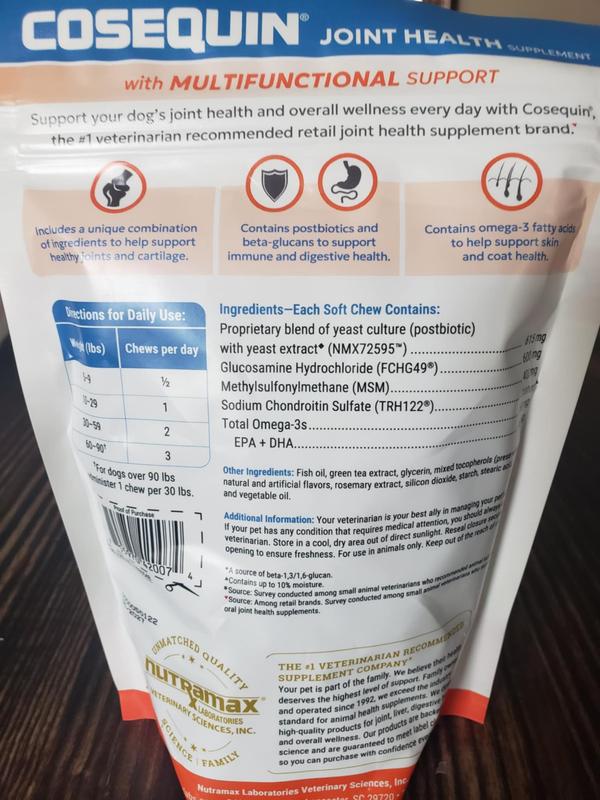 COSEQUIN® JOINT HEALTH SUPPLEMENT
with MULTIFUNCTIONAL SUPPORT
Support your dog's joint health and overall wellness every day with Cosequin®,
the #1 veterinarian recommended retail joint health supplement brand.
Includes a unique combination
of ingredients to help support
healthy joints and cartilage.
Contains postbiotics and
beta-glucans to support
immune and digestive health.
Contains omega-3 fatty acids
to help support skin
and coat health.
Directions for Daily Use:
Weight (lbs) Chews per day
½
10-29 1
30-59 2
60-90† 3
†For dogs over 90 lbs
administer 1 chew per 30 lbs.
Proof of Purchase
42007 4
Ingredients—Each Soft Chew Contains:
Proprietary blend of yeast culture (postbiotic)
with yeast extract♦ (NMX72595™)
Glucosamine Hydrochloride (FCHG49®) 600 mg
Methylsulfonylmethane (MSM)
Sodium Chondroitin Sulfate (TRH122®)
Total Omega-3s
EPA + DHA
Other Ingredients: Fish oil, green tea extract, glycerin, mixed tocopherols
natural and artificial flavors, rosemary extract, silicon dioxide, starch, stearic
and vegetable oil.
Additional Information: Your veterinarian is your best ally in managing your
If your pet has any condition that requires medical attention, you should always
veterinarian. Store in a cool, dry area out of direct sunlight. Reseal closure
opening to ensure freshness. For use in animals only. Keep out of the reach of
A source of beta-1,3/1,6-glucan.
Contains up to 10% moisture.
Source: Survey conducted among small animal veterinarians who recommended
Source: Among retail brands. Survey conducted among small animal veterinarians who
oral joint health supplements.
UNMATCHED QUALITY
nutramax®
LABORATORIES
VETERINARY SCIENCES, INC.
SCIENCE | FAMILY
THE #1 VETERINARIAN RECOMMENDED
SUPPLEMENT COMPANY
Your pet is part of the family. We believe their
deserves the highest level of support. Family
and operated since 1992, we exceed the
standard for animal health supplements. We
high-quality products for joint, liver, digestive
and overall wellness. Our products are
science and are guaranteed to meet label
so you can purchase with confidence
Nutramax Laboratories Veterinary Sciences, Inc.
SC 29720